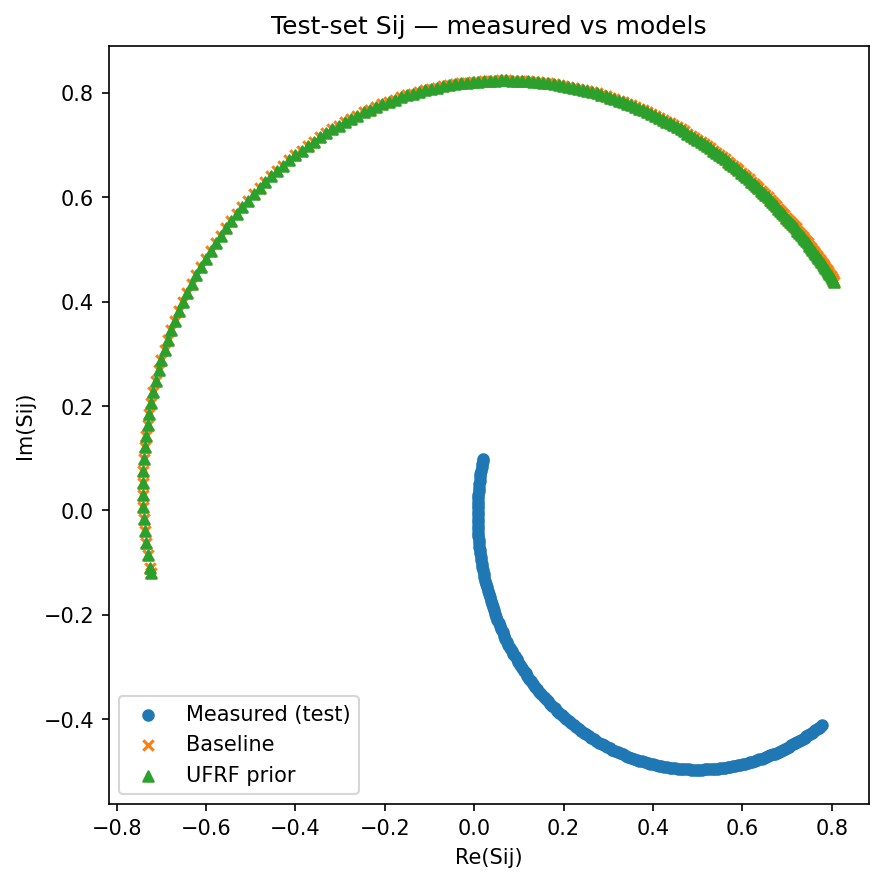 Test-set Sij — measured vs models
Im(Sij)
0.8
0.6
0.4
0.2
0.0
−0.2
−0.4
Measured (test)
Baseline
UFRF prior
−0.8 −0.6 −0.4 −0.2 0.0 0.2 0.4 0.6 0.8
Re(Sij)